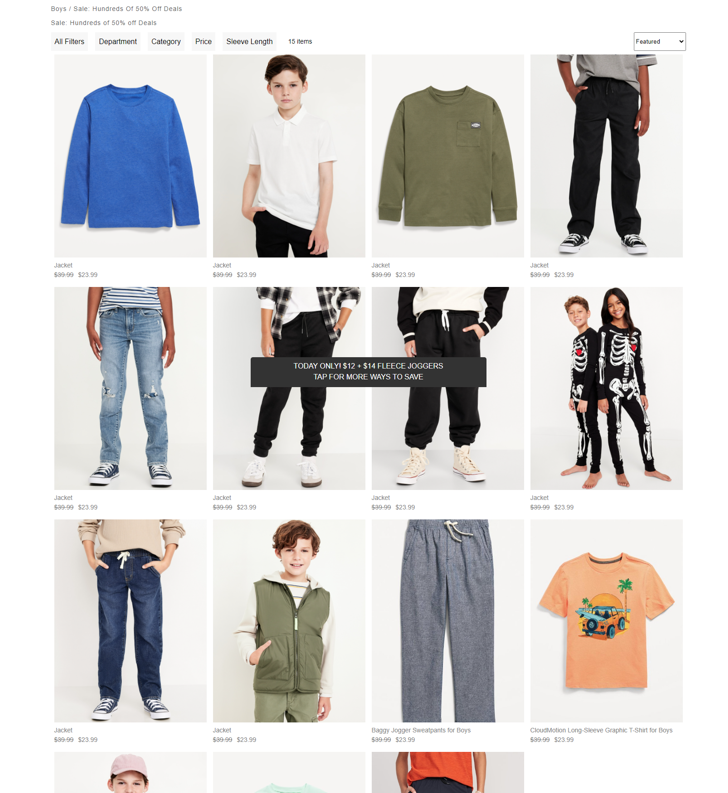 Boys / Sale: Hundreds Of 50% Off Deals
Sale: Hundreds of 50% off Deals
All Filters Department Category Price Sleeve Length 15 items Featured
Jacket Jacket Jacket Jacket
$39.99 $23.99 $39.99 $23.99 $39.99 $23.99 $39.99 $23.99
TODAY ONLY! $12 + $14 FLEECE JOGGERS
TAP FOR MORE WAYS TO SAVE
Jacket Jacket Jacket Jacket
$39.99 $23.99 $39.99 $23.99 $39.99 $23.99 $39.99 $23.99
Jacket Jacket Baggy Jogger Sweatpants for Boys CloudMotion Long-Sleeve Graphic T-Shirt for Boys
$39.99 $23.99 $39.99 $23.99 $39.99 $23.99 $39.99 $23.99